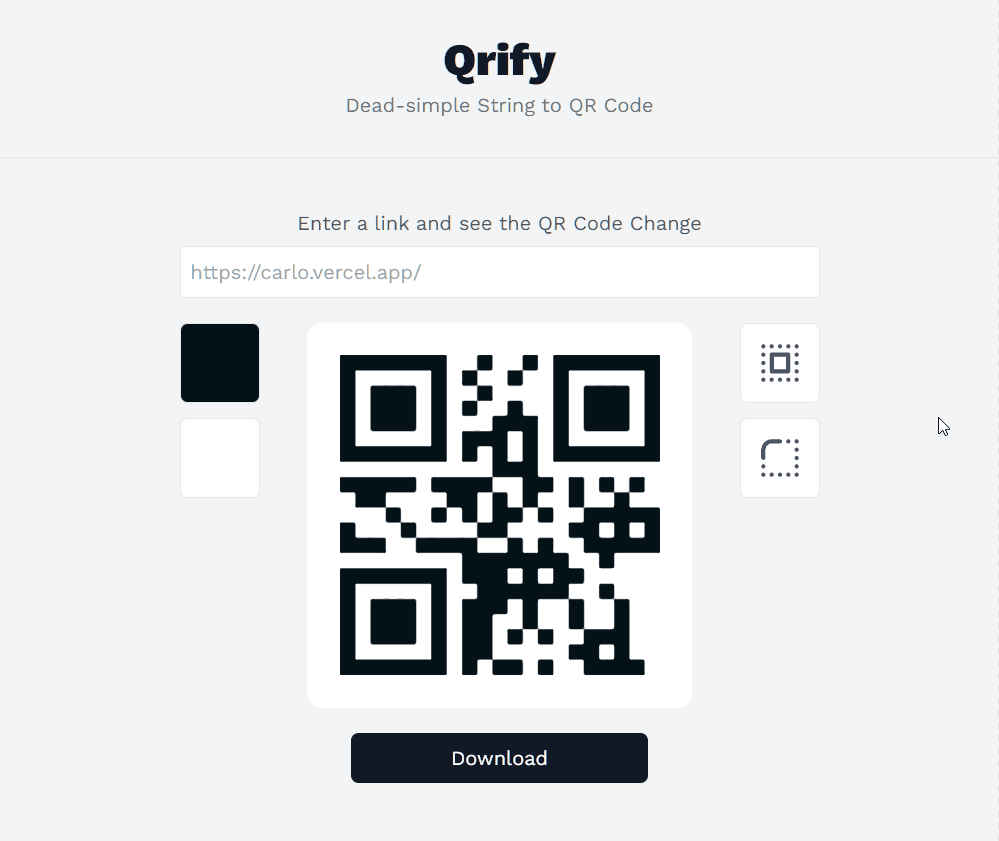 Qrify
Dead-simple String to QR Code
Enter a link and see the QR Code Change
https://carlo.vercel.app/
Download